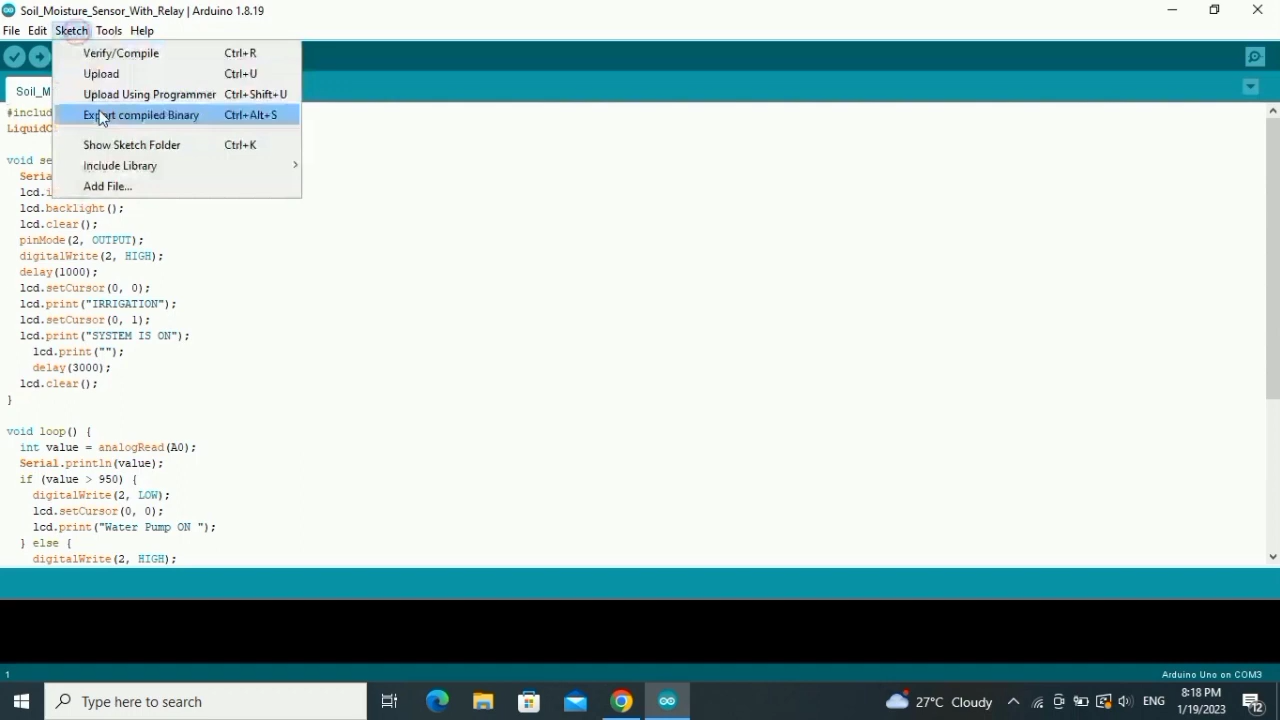 Soil_Moisture_Sensor_With_Relay | Arduino 1.8.19
File Edit Sketch Tools Help
Verify/Compile Ctrl+R
Upload Ctrl+U
Upload Using Programmer Ctrl+Shift+U
Export compiled Binary Ctrl+Alt+S
Show Sketch Folder Ctrl+K
Include Library
Add File...
Soil_M
#includ
LiquidC
void se
Seria
lcd.i
lcd.backlight();
lcd.clear();
pinMode(2, OUTPUT);
digitalWrite(2, HIGH);
delay(1000);
lcd.setCursor(0, 0);
lcd.print("IRRIGATION");
lcd.setCursor(0, 1);
lcd.print("SYSTEM IS ON");
lcd.print("");
delay(3000);
lcd.clear();
}
void loop() {
int value = analogRead(A0);
Serial.println(value);
if (value > 950) {
digitalWrite(2, LOW);
lcd.setCursor(0, 0);
lcd.print("Water Pump ON ");
} else {
digitalWrite(2, HIGH);
1
Arduino Uno on COM3
Type here to search
27°C Cloudy
ENG
8:18 PM
1/19/2023
12